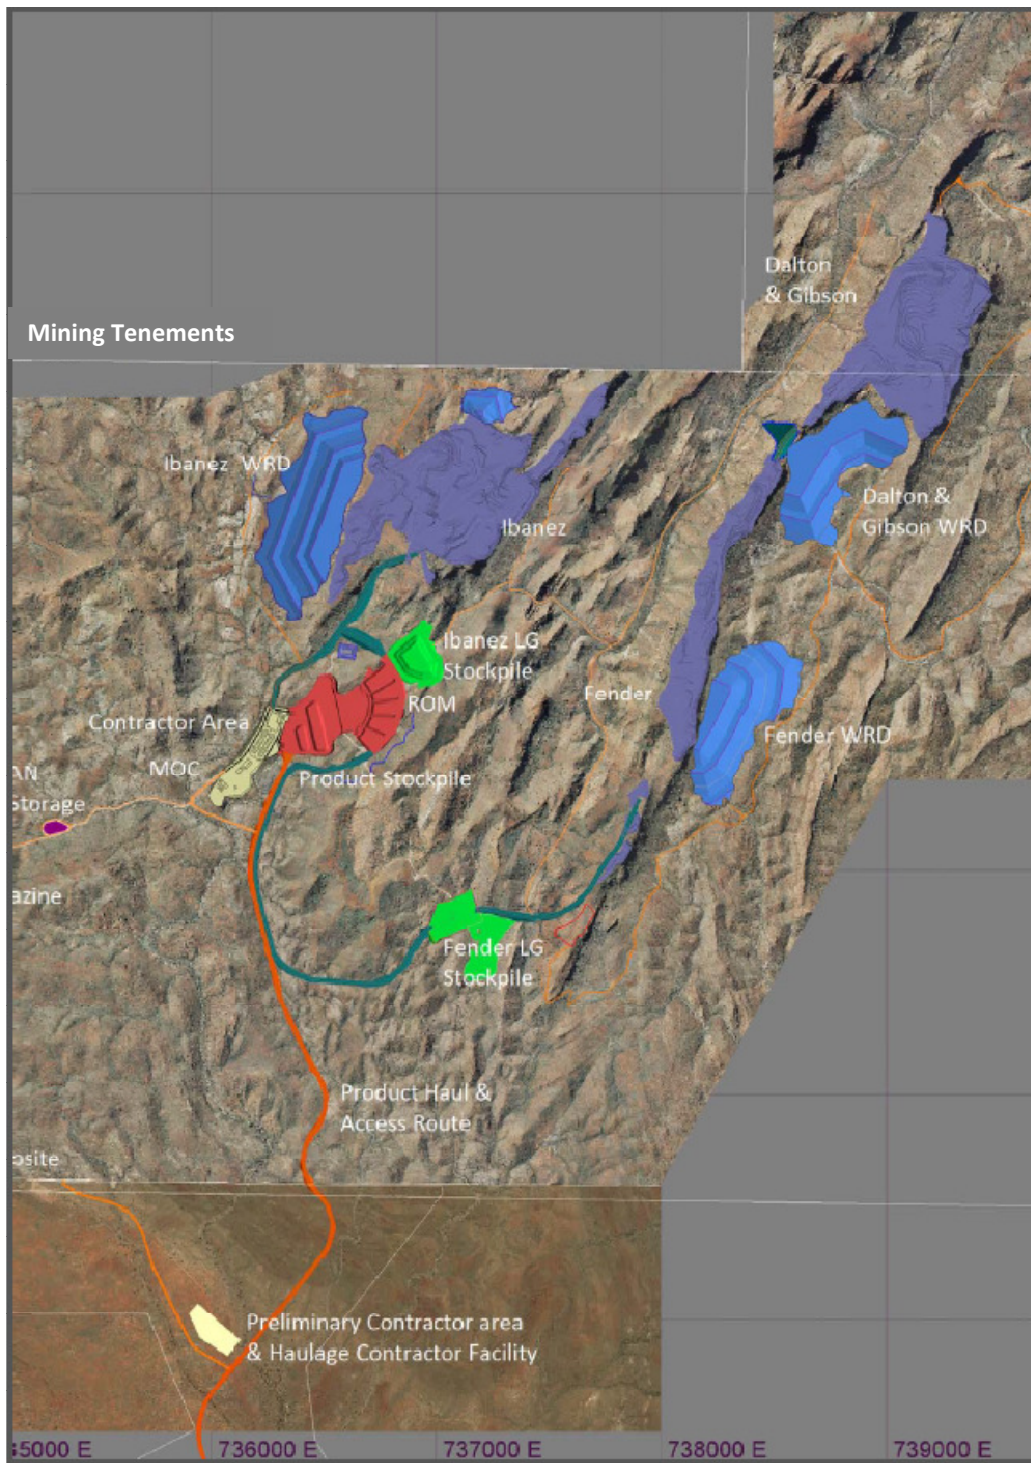 Dalton
& Gibson
Mining Tenements
Ibanez WRD
Ibanez
Dalton &
Gibson WRD
Ibanez LG
Stockpile
ROM
Fender
Contractor Area
Fender WRD
MOC
Product Stockpile
AN
Storage
azine
Fender LG
Stockpile
Product Haul &
Access Route
osite
Preliminary Contractor area
& Haulage Contractor Facility
35000 E
736000 E
737000 E
738000 E
739000 E